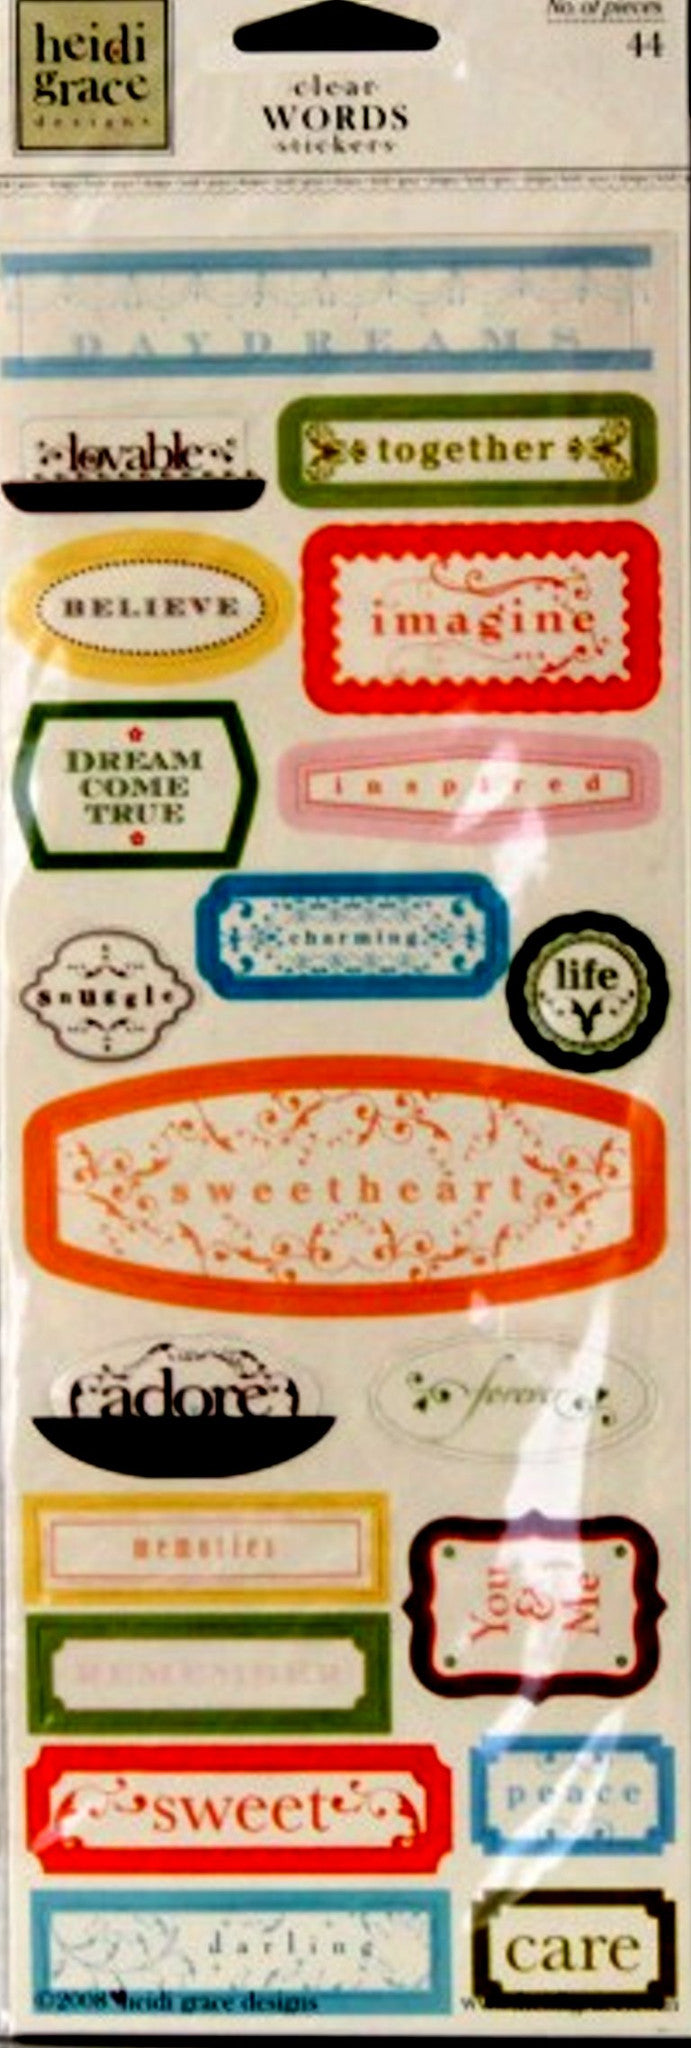 heidi
grace
designs
clear
WORDS
stickers
No. of pieces
44
DAYDREAMS
lovable
together
BELIEVE
imagine
DREAM
COME
TRUE
inspired
charming
snuggle
life
sweetheart
adore
forever
memories
You
&
Me
REMEMBER
sweet
peace
darling
care
©2008 heidi grace designs